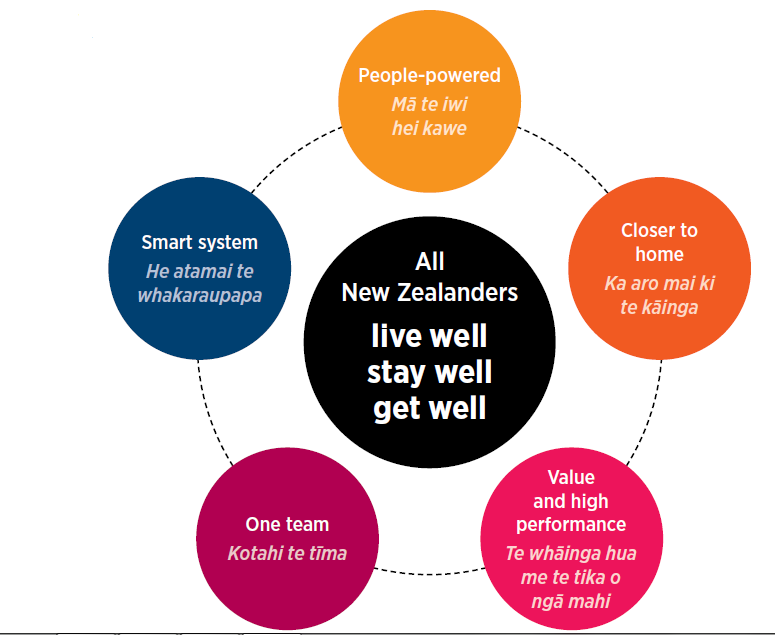 People-powered
Mā te iwi
hei kawe
Closer to
home
Ka aro mai ki
te kāinga
Value
and high
performance
Te whāinga hua
me te tika o
ngā mahi
One team
Kotahi te tīma
Smart system
He atamai te
whakaraupapa
All
New Zealanders
live well
stay well
get well